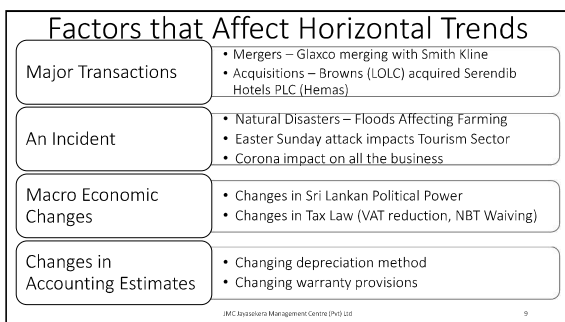 Factors that Affect Horizontal Trends
Major Transactions
• Mergers – Glaxco merging with Smith Kline
• Acquisitions – Browns (LOLC) acquired Serendib
Hotels PLC (Hemas)
An Incident
• Natural Disasters – Floods Affecting Farming
• Easter Sunday attack impacts Tourism Sector
• Corona impact on all the business
Macro Economic
Changes
• Changes in Sri Lankan Political Power
• Changes in Tax Law (VAT reduction, NBT Waiving)
Changes in
Accounting Estimates
• Changing depreciation method
• Changing warranty provisions
JMC Jayasekera Management Centre (Pvt) Ltd
9